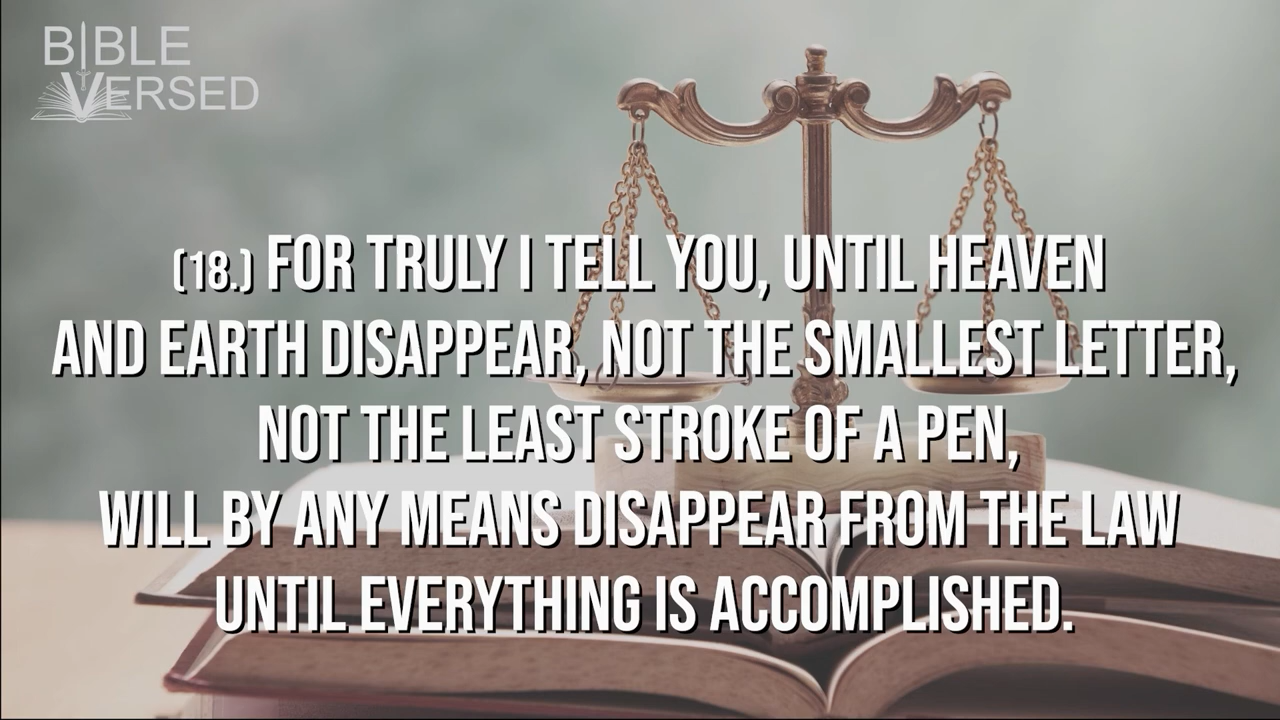 BIBLE
VERSED
(18.) FOR TRULY I TELL YOU, UNTIL HEAVEN
AND EARTH DISAPPEAR, NOT THE SMALLEST LETTER,
NOT THE LEAST STROKE OF A PEN,
WILL BY ANY MEANS DISAPPEAR FROM THE LAW
UNTIL EVERYTHING IS ACCOMPLISHED.